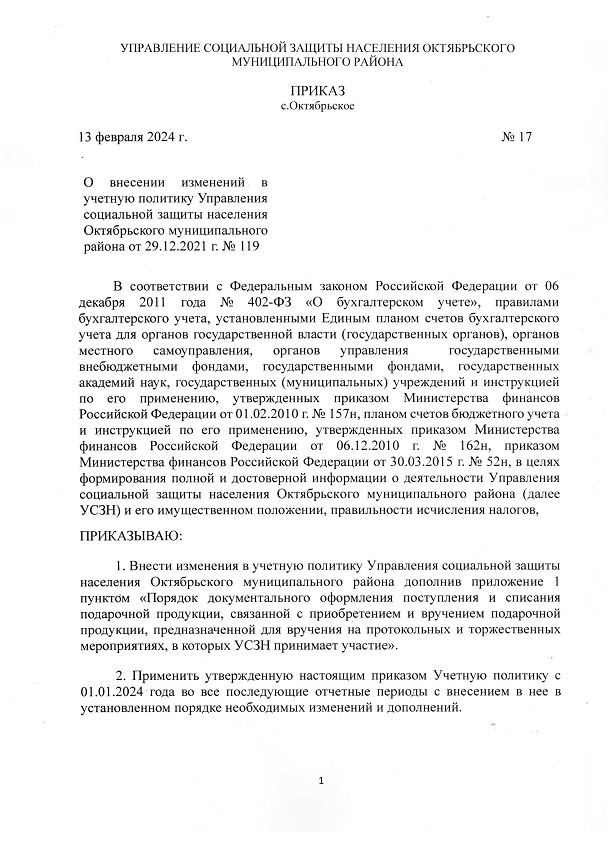 УПРАВЛЕНИЕ СОЦИАЛЬНОЙ ЗАЩИТЫ НАСЕЛЕНИЯ ОКТЯБРЬСКОГО
МУНИЦИПАЛЬНОГО РАЙОНА
ПРИКАЗ
с.Октябрьское
13 февраля 2024 г. № 17
О внесении изменений в
учетную политику Управления
социальной защиты населения
Октябрьского муниципального
района от 29.12.2021 г. № 119
В соответствии с Федеральным законом Российской Федерации от 06
декабря 2011 года № 402-ФЗ «О бухгалтерском учете», правилами
бухгалтерского учета, установленными Единым планом счетов бухгалтерского
учета для органов государственной власти (государственных органов), органов
местного самоуправления, органов управления государственными
внебюджетными фондами, государственными фондами, государственных
академий наук, государственных (муниципальных) учреждений и инструкцией
по его применению, утвержденных приказом Министерства финансов
Российской Федерации от 01.02.2010 г. № 157н, планом счетов бюджетного учета
и инструкцией по его применению, утвержденных приказом Министерства
финансов Российской Федерации от 06.12.2010 г. № 162н, приказом
Министерства финансов Российской Федерации от 30.03.2015 г. № 52н, в целях
формирования полной и достоверной информации о деятельности Управления
социальной защиты населения Октябрьского муниципального района (далее
УСЗН) и его имущественном положении, правильности исчисления налогов,
ПРИКАЗЫВАЮ:
1. Внести изменения в учетную политику Управления социальной защиты
населения Октябрьского муниципального района дополнив приложение 1
пунктом «Порядок документального оформления поступления и списания
подарочной продукции, связанной с приобретением и вручением подарочной
продукции, предназначенной для вручения на протокольных и торжественных
мероприятиях, в которых УСЗН принимает участие».
2. Применить утвержденную настоящим приказом Учетную политику с
01.01.2024 года во все последующие отчетные периоды с внесением в нее в
установленном порядке необходимых изменений и дополнений.
1